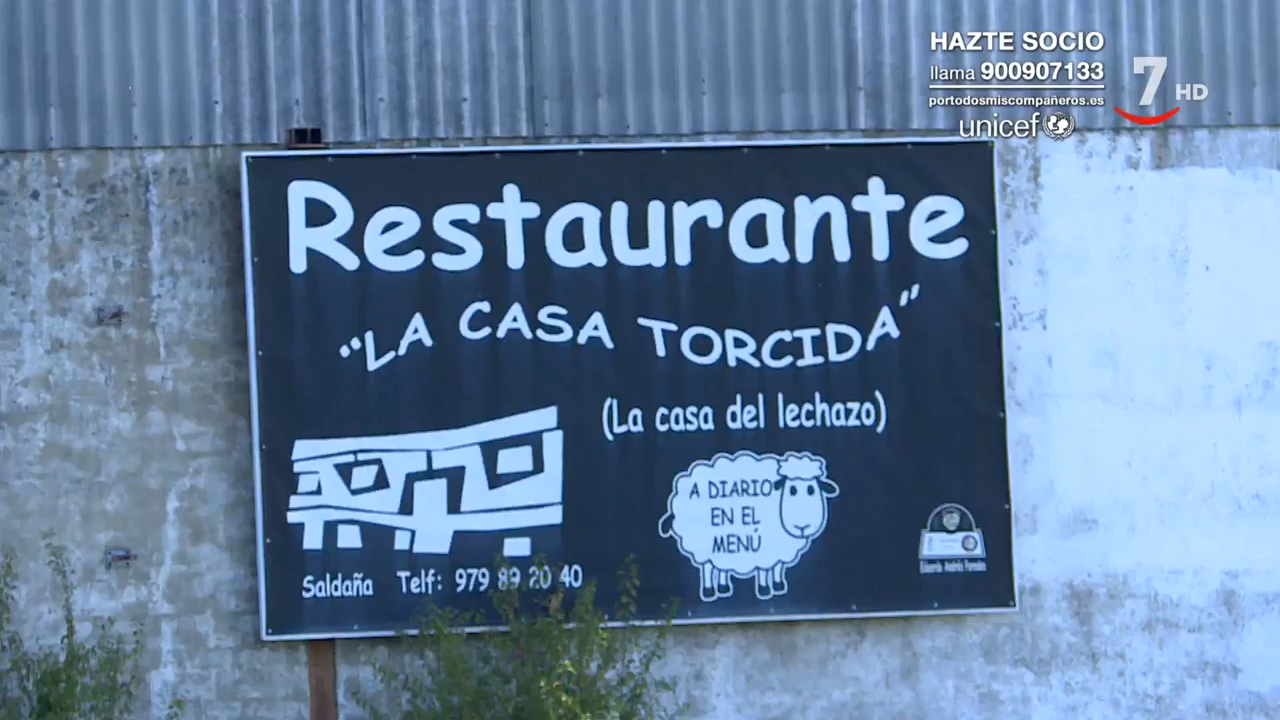 HAZTE SOCIO
llama 900907133
portodosmiscompañeros.es
unicef
7 HD
Restaurante
"LA CASA TORCIDA"
(La casa del lechazo)
A DIARIO
EN EL
MENÚ
Saldaña Telf: 979 89 20 40